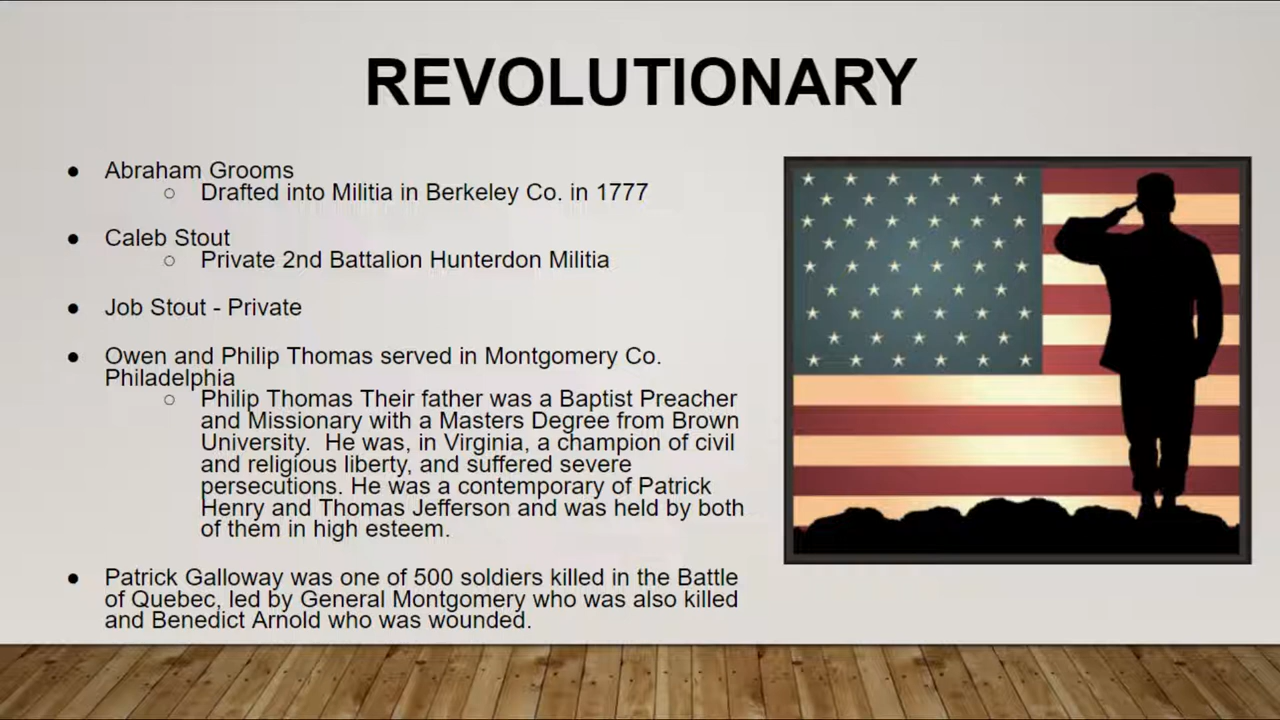 REVOLUTIONARY
● Abraham Grooms
○ Drafted into Militia in Berkeley Co. in 1777
● Caleb Stout
○ Private 2nd Battalion Hunterdon Militia
● Job Stout - Private
● Owen and Philip Thomas served in Montgomery Co.
Philadelphia
○ Philip Thomas Their father was a Baptist Preacher
and Missionary with a Masters Degree from Brown
University.  He was, in Virginia, a champion of civil
and religious liberty, and suffered severe
persecutions. He was a contemporary of Patrick
Henry and Thomas Jefferson and was held by both
of them in high esteem.
● Patrick Galloway was one of 500 soldiers killed in the Battle
of Quebec, led by General Montgomery who was also killed
and Benedict Arnold who was wounded.